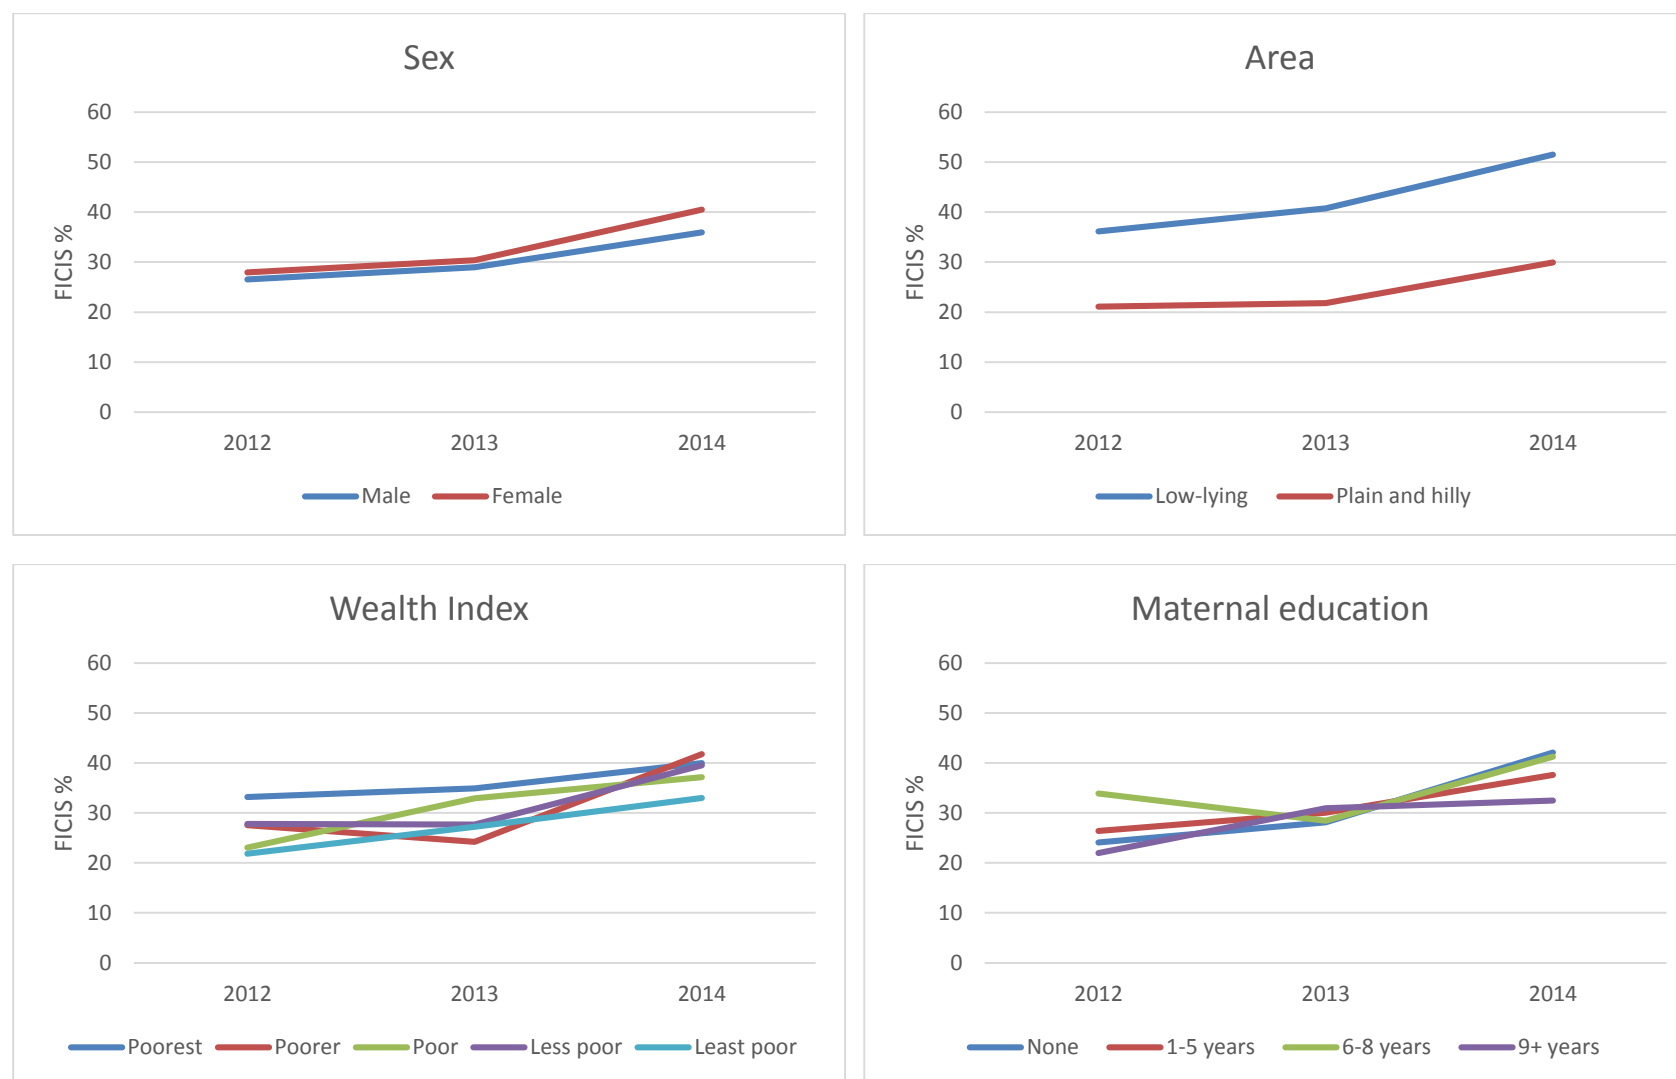 Sex
60
50
40
30
20
10
0
FICIS %
2012 2013 2014
Male Female
Area
60
50
40
30
20
10
0
FICIS %
2012 2013 2014
Low-lying Plain and hilly
Wealth Index
60
50
40
30
20
10
0
FICIS %
2012 2013 2014
Poorest Poorer Poor Less poor Least poor
Maternal education
60
50
40
30
20
10
0
FICIS %
2012 2013 2014
None 1-5 years 6-8 years 9+ years